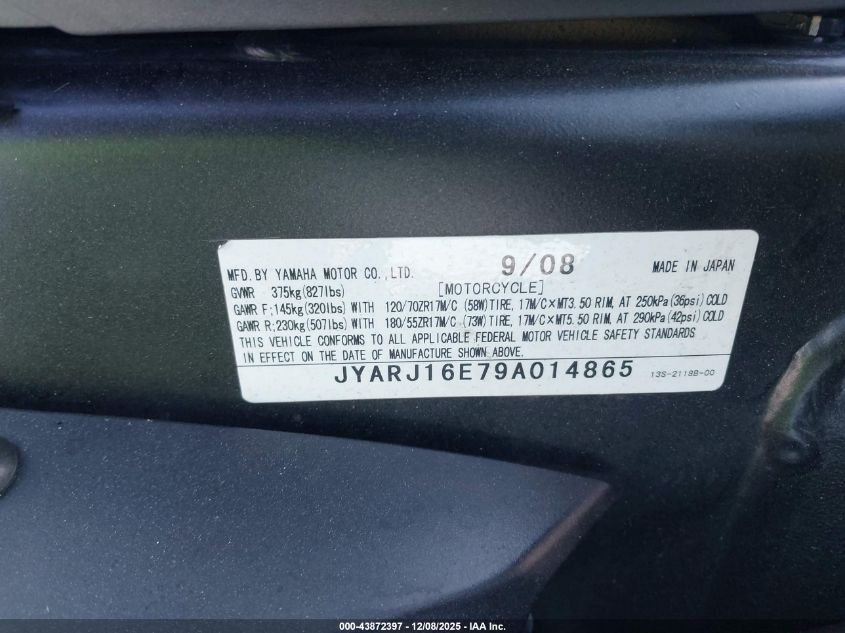 MFD. BY YAMAHA MOTOR CO., LTD. 9/08 MADE IN JAPAN
GVWR 375kg(827lbs) [MOTORCYCLE]
GAWR F;145kg(320lbs) WITH 120/70ZR17M/C (58W)TIRE, 17M/C×MT3.50 RIM, AT 250kPa(36psi)COLD
GAWR R;230kg(507lbs) WITH 180/55ZR17M/C (73W)TIRE, 17M/C×MT5.50 RIM, AT 290kPa(42psi)COLD
THIS VEHICLE CONFORMS TO ALL APPLICABLE FEDERAL MOTOR VEHICLE SAFETY STANDARDS
IN EFFECT ON THE DATE OF MANUFACTURE SHOWN ABOVE.
JYARJ16E79A014865 13S-2118B-00
000-43872397 - 12/08/2025 - IAA Inc.